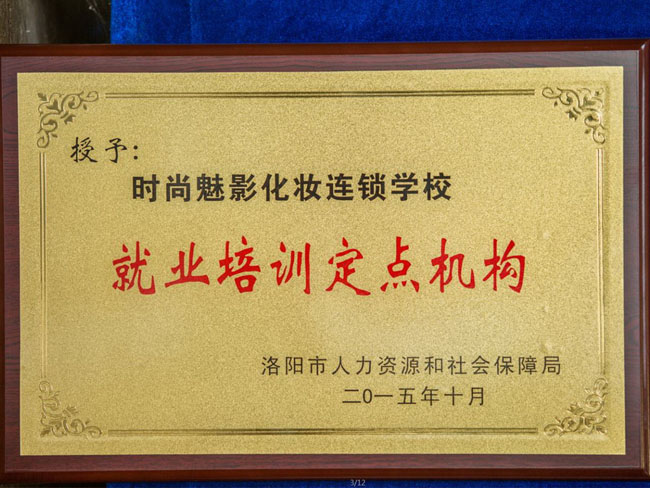 授予：
时尚魅影化妆连锁学校
就业培训定点机构
洛阳市人力资源和社会保障局
二0一五年十月
3/12